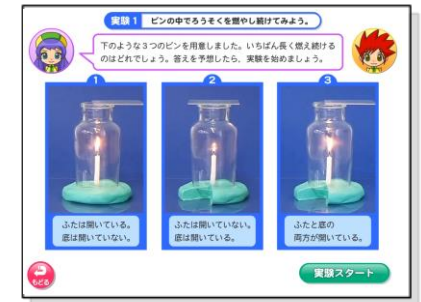 実験 1 ビンの中でろうそくを燃やし続けてみよう。
下のような3つのビンを用意しました。いちばん長く燃え続ける
のはどれでしょう。答えを予想したら、実験を始めましょう。
1
2
3
ふたは開いている。
底は開いていない。
ふたは開いていない。
底は開いている。
ふたと底の
両方が開いている。
もどる
実験スタート